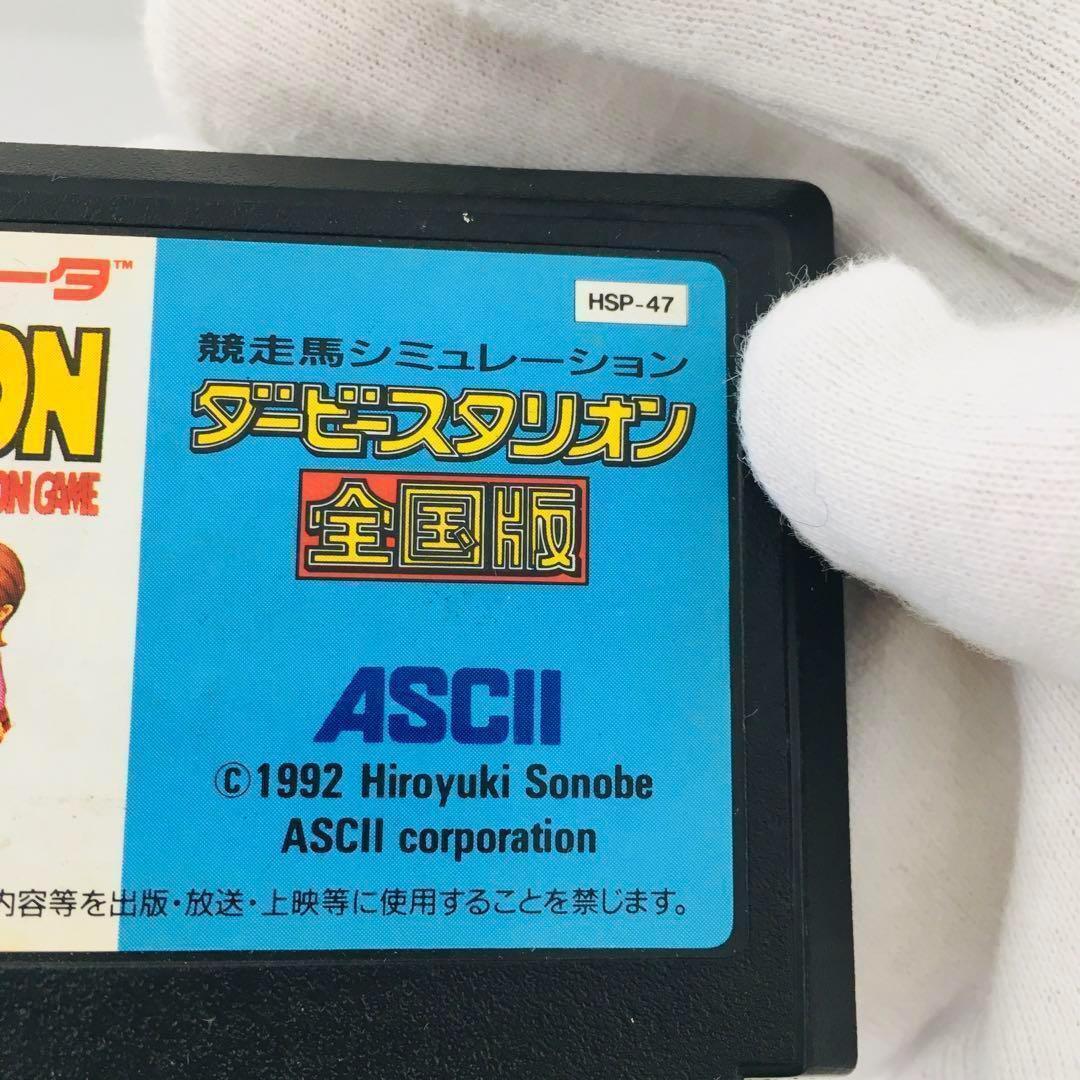 ータ™
ON
ON GAME
HSP-47
競走馬シミュレーション
ダービースタリオン
全国版
ASCII
©1992 Hiroyuki Sonobe
ASCII corporation
内容等を出版・放送・上映等に使用することを禁じます。